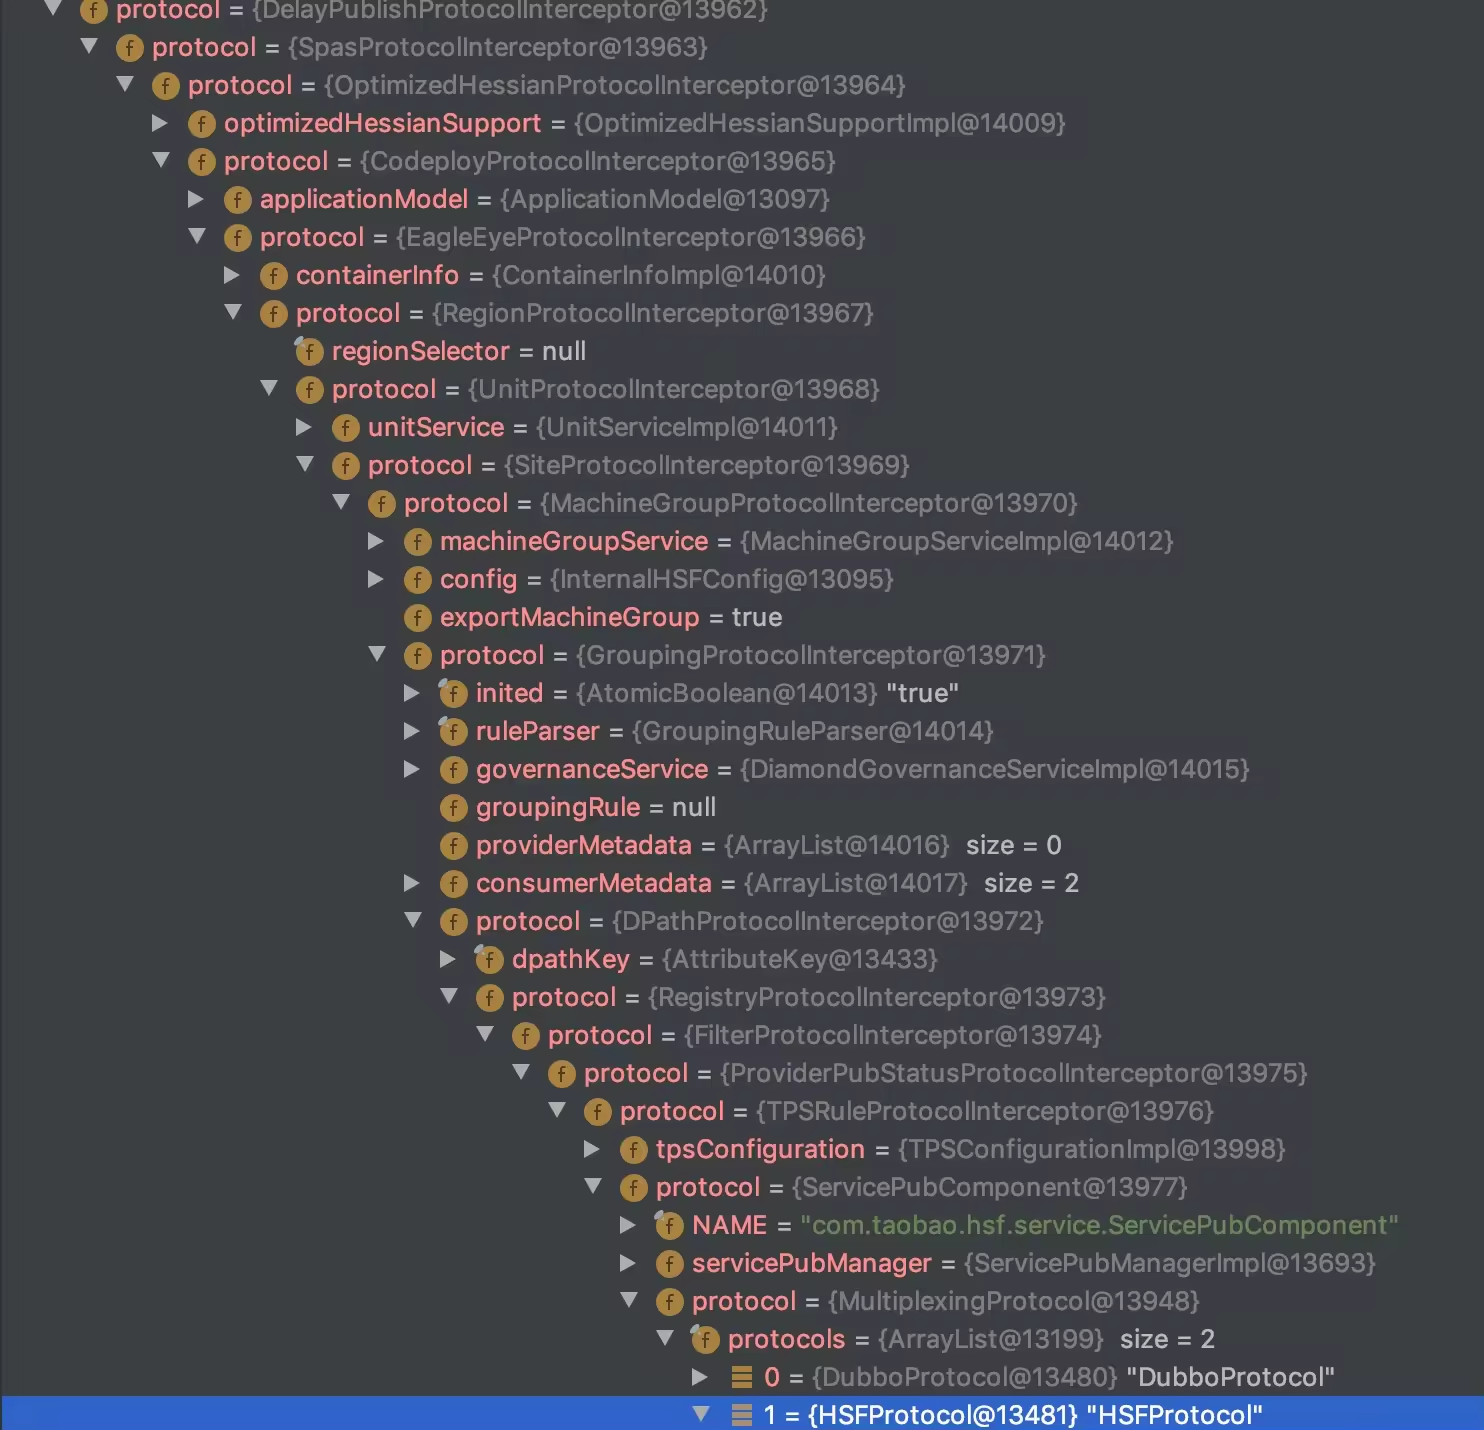 protocol = {DelayPublishProtocolInterceptor@13962}
protocol = {SpasProtocolInterceptor@13963}
protocol = {OptimizedHessianProtocolInterceptor@13964}
optimizedHessianSupport = {OptimizedHessianSupportImpl@14009}
protocol = {CodeployProtocolInterceptor@13965}
applicationModel = {ApplicationModel@13097}
protocol = {EagleEyeProtocolInterceptor@13966}
containerInfo = {ContainerInfoImpl@14010}
protocol = {RegionProtocolInterceptor@13967}
regionSelector = null
protocol = {UnitProtocolInterceptor@13968}
unitService = {UnitServiceImpl@14011}
protocol = {SiteProtocolInterceptor@13969}
protocol = {MachineGroupProtocolInterceptor@13970}
machineGroupService = {MachineGroupServiceImpl@14012}
config = {InternalHSFConfig@13095}
exportMachineGroup = true
protocol = {GroupingProtocolInterceptor@13971}
inited = {AtomicBoolean@14013} "true"
ruleParser = {GroupingRuleParser@14014}
governanceService = {DiamondGovernanceServiceImpl@14015}
groupingRule = null
providerMetadata = {ArrayList@14016} size = 0
consumerMetadata = {ArrayList@14017} size = 2
protocol = {DPathProtocolInterceptor@13972}
dpathKey = {AttributeKey@13433}
protocol = {RegistryProtocolInterceptor@13973}
protocol = {FilterProtocolInterceptor@13974}
protocol = {ProviderPubStatusProtocolInterceptor@13975}
protocol = {TPSRuleProtocolInterceptor@13976}
tpsConfiguration = {TPSConfigurationImpl@13998}
protocol = {ServicePubComponent@13977}
NAME = "com.taobao.hsf.service.ServicePubComponent"
servicePubManager = {ServicePubManagerImpl@13693}
protocol = {MultiplexingProtocol@13948}
protocols = {ArrayList@13199} size = 2
0 = {DubboProtocol@13480} "DubboProtocol"
1 = {HSFProtocol@13481} "HSFProtocol"